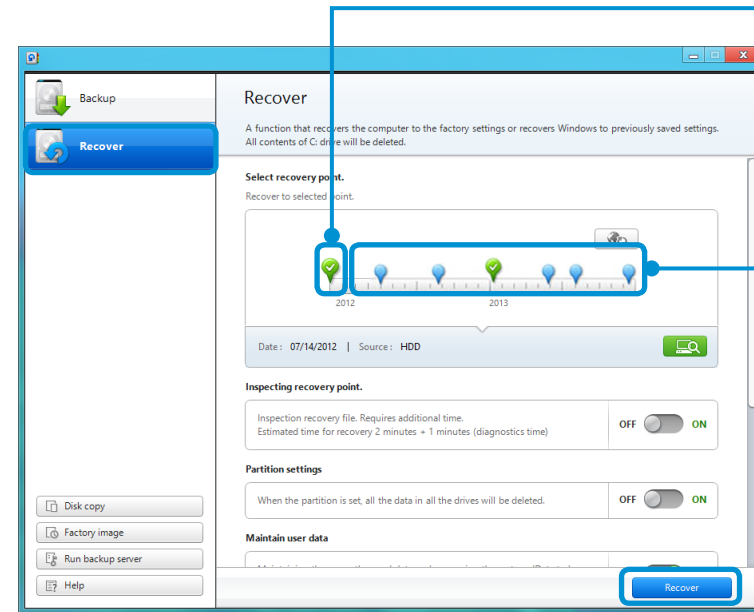 Backup
Recover
Recover
A function that recovers the computer to the factory settings or recovers Windows to previously saved settings.
All contents of C: drive will be deleted.
Select recovery point.
Recover to selected point.
2012 2013
Date : 07/14/2012 | Source : HDD
Inspecting recovery point.
Inspection recovery file. Requires additional time.
Estimated time for recovery 2 minutes + 1 minutes (diagnostics time)
OFF ON
Partition settings
When the partition is set, all the data in all the drives will be deleted.
OFF ON
Maintain user data
Disk copy
Factory image
Run backup server
Help
Recover